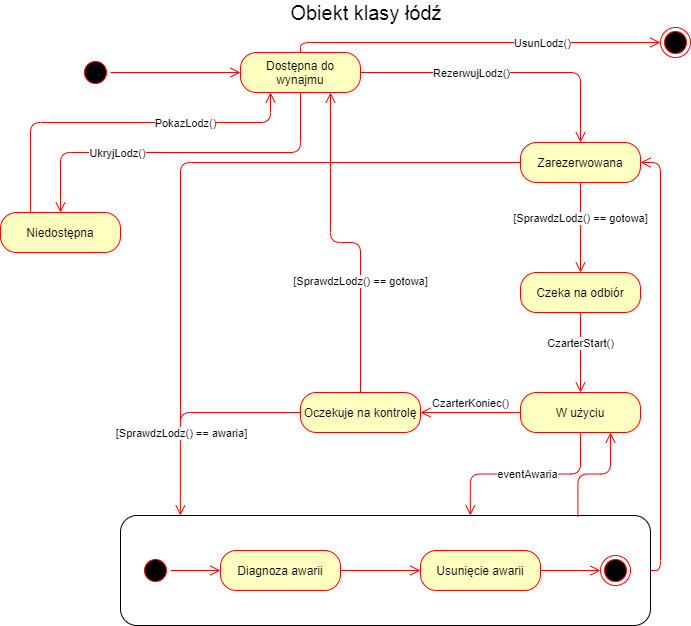 Obiekt klasy łódź
UsunLodz()
Dostępna do
wynajmu
RezerwujLodz()
PokazLodz()
UkryjLodz()
Zarezerwowana
Niedostępna
[SprawdzLodz() == gotowa]
[SprawdzLodz() == gotowa]
Czeka na odbiór
CzarterStart()
CzarterKoniec()
Oczekuje na kontrolę
W użyciu
[SprawdzLodz() == awaria]
eventAwaria
Diagnoza awarii
Usunięcie awarii